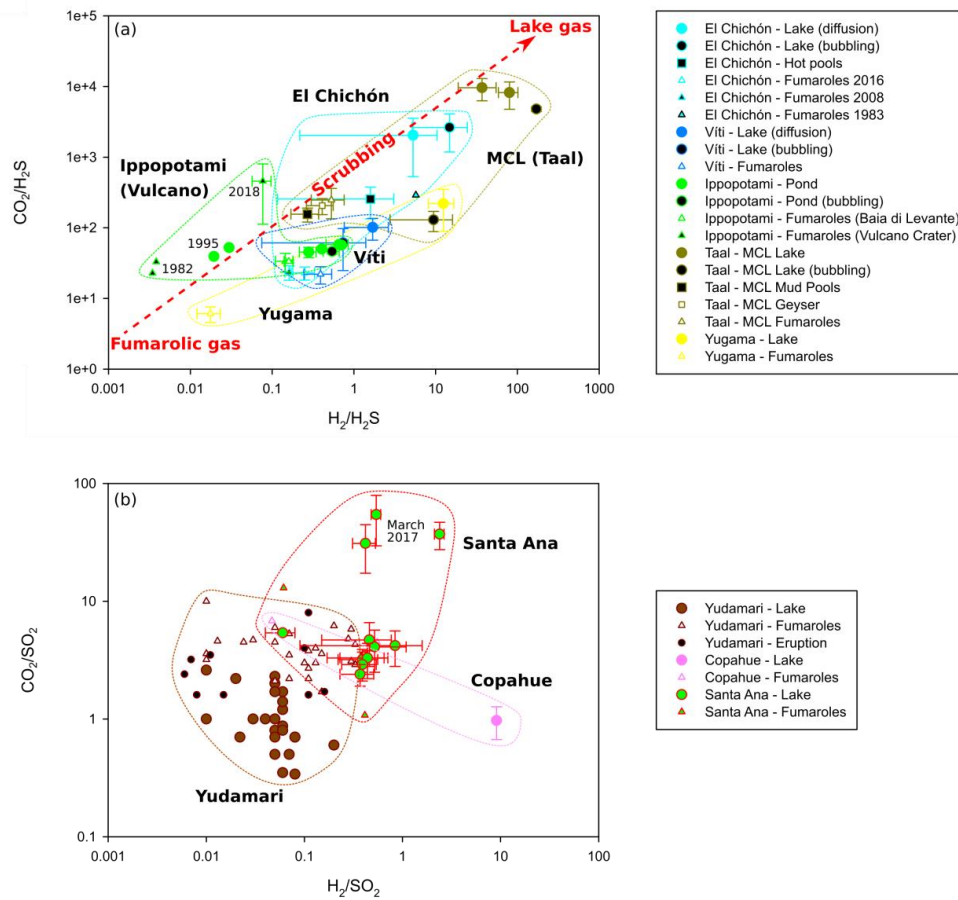 (a)
Lake gas
El Chichón
Ippopotami
(Vulcano)
Scrubbing
MCL (Taal)
2018
1995
1982
Víti
Yugama
Fumarolic gas
1e+5
1e+4
1e+3
1e+2
1e+1
1e+0
CO₂/H₂S
0.001
0.01
0.1
1
10
100
1000
H₂/H₂S
El Chichón - Lake (diffusion)
El Chichón - Lake (bubbling)
El Chichón - Hot pools
El Chichón - Fumaroles 2016
El Chichón - Fumaroles 2008
El Chichón - Fumaroles 1983
Víti - Lake (diffusion)
Víti - Lake (bubbling)
Víti - Fumaroles
Ippopotami - Pond
Ippopotami - Pond (bubbling)
Ippopotami - Fumaroles (Baia di Levante)
Ippopotami - Fumaroles (Vulcano Crater)
Taal - MCL Lake
Taal - MCL Lake (bubbling)
Taal - MCL Mud Pools
Taal - MCL Geyser
Taal - MCL Fumaroles
Yugama - Lake
Yugama - Fumaroles
(b)
March
2017
Santa Ana
Copahue
Yudamari
100
10
1
0.1
CO₂/SO₂
0.001
0.01
0.1
1
10
100
H₂/SO₂
Yudamari - Lake
Yudamari - Fumaroles
Yudamari - Eruption
Copahue - Lake
Copahue - Fumaroles
Santa Ana - Lake
Santa Ana - Fumaroles